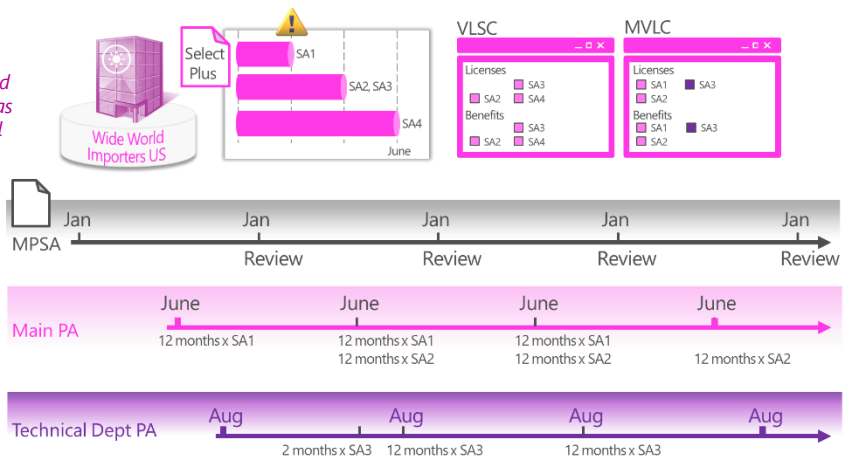 d
as
l
Wide World
Importers US
Select
Plus
SA1
SA2, SA3
SA4
June
VLSC
Licenses
SA3
SA2 SA4
Benefits
SA3
SA2 SA4
MVLC
Licenses
SA1 SA3
SA2
Benefits
SA1 SA3
SA2
MPSA
Jan Jan Jan Jan Jan
Review Review Review Review
Main PA
June June June June
12 months x SA1 12 months x SA1 12 months x SA1
12 months x SA2 12 months x SA2 12 months x SA2
Technical Dept PA
Aug Aug Aug Aug
2 months x SA3 12 months x SA3 12 months x SA3